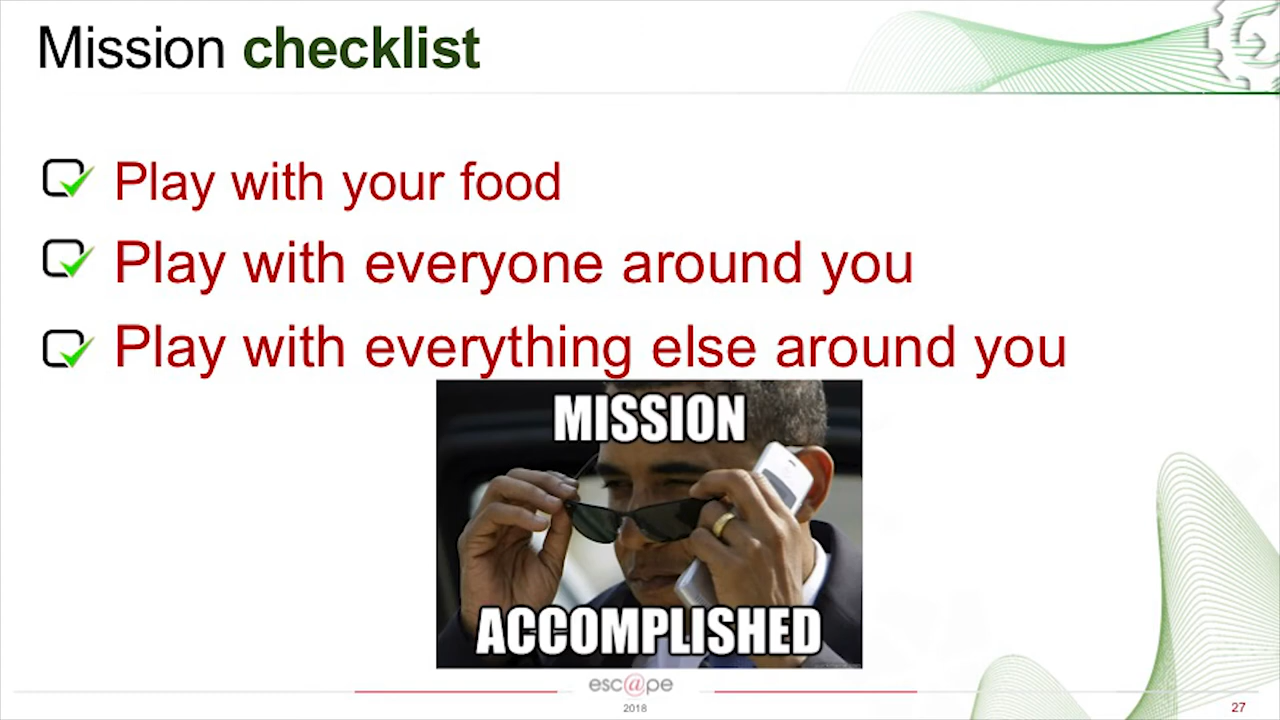 Mission checklist
Play with your food
Play with everyone around you
Play with everything else around you
MISSION
ACCOMPLISHED
esc@pe
2018
27